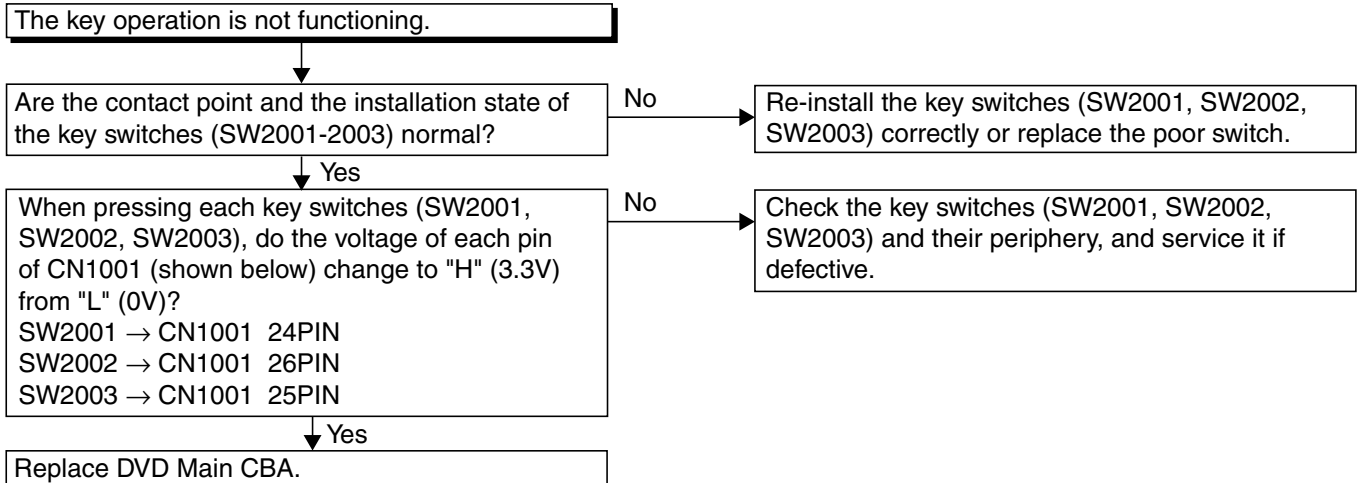 The key operation is not functioning.
Are the contact point and the installation state of
the key switches (SW2001-2003) normal?
No
Re-install the key switches (SW2001, SW2002,
SW2003) correctly or replace the poor switch.
Yes
When pressing each key switches (SW2001,
SW2002, SW2003), do the voltage of each pin
of CN1001 (shown below) change to "H" (3.3V)
from "L" (0V)?
SW2001 → CN1001 24PIN
SW2002 → CN1001 26PIN
SW2003 → CN1001 25PIN
No
Check the key switches (SW2001, SW2002,
SW2003) and their periphery, and service it if
defective.
Yes
Replace DVD Main CBA.